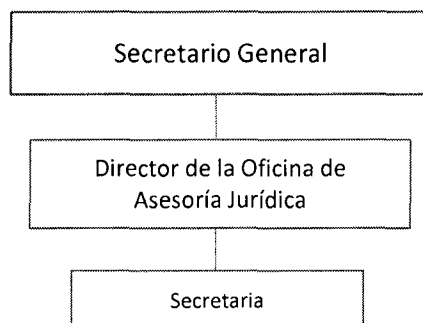 Secretario General
Director de la Oficina de
Asesoría Jurídica
Secretaria